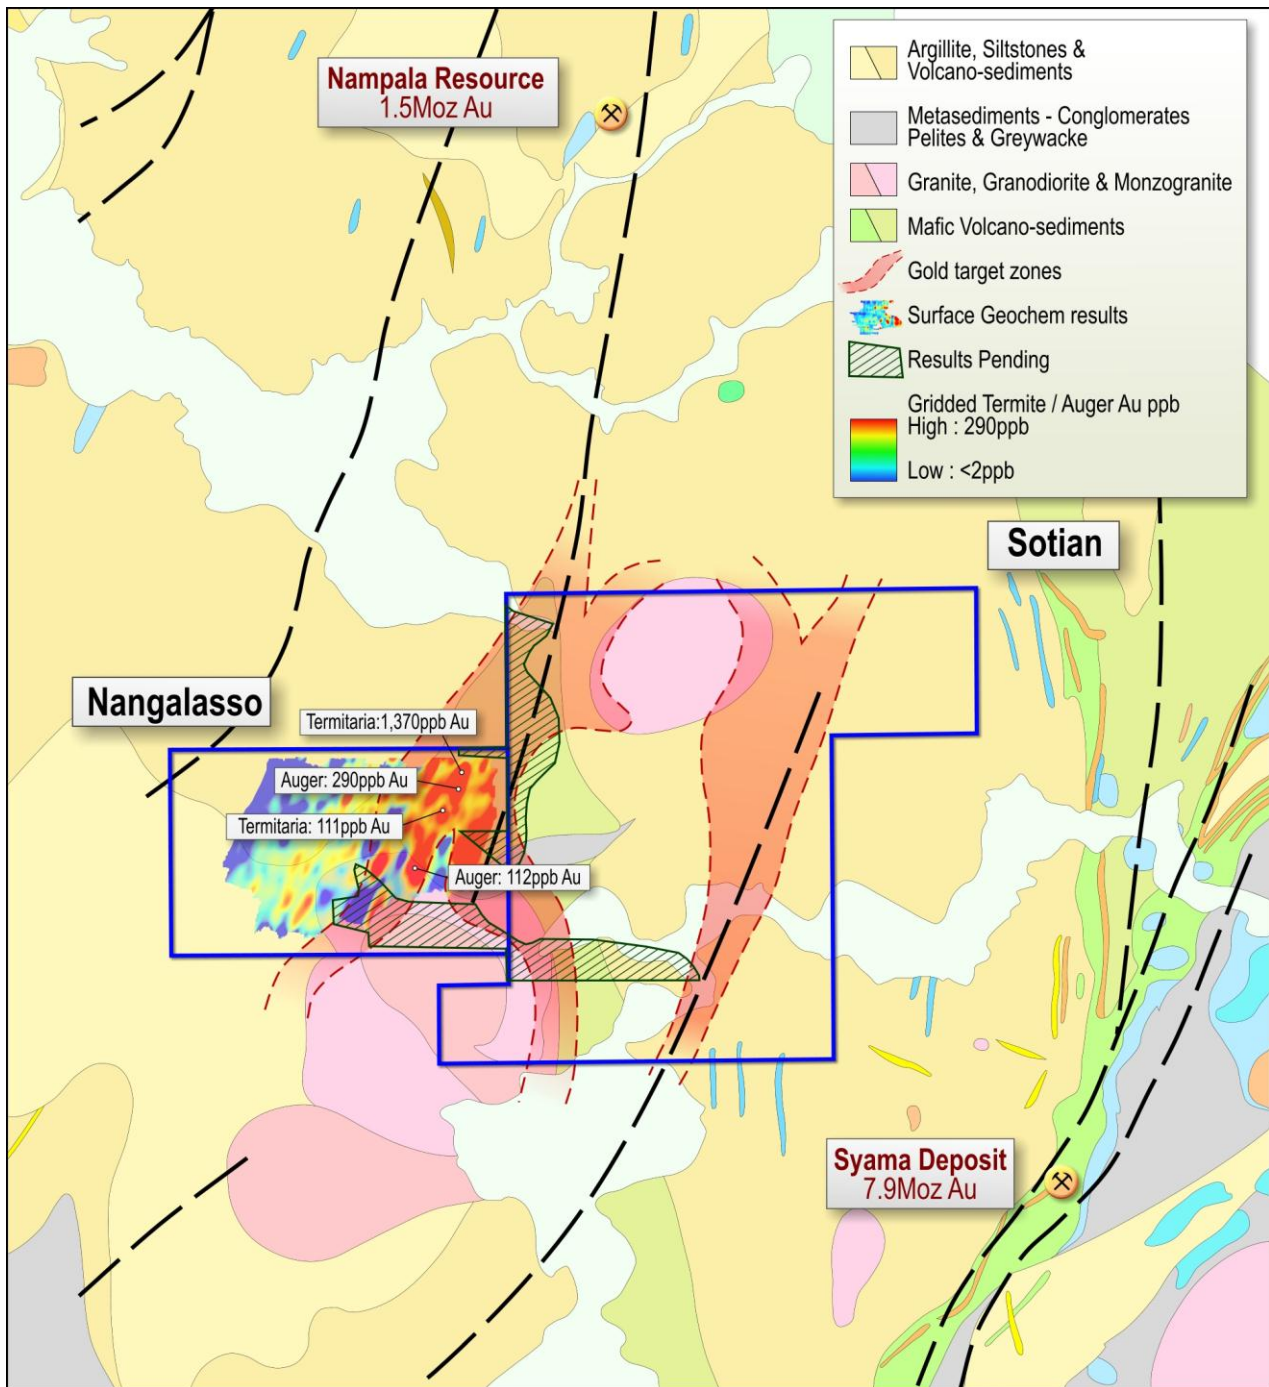 Nampala Resource
1.5Moz Au
Argillite, Siltstones &
Volcano-sediments
Metasediments - Conglomerates
Pelites & Greywacke
Granite, Granodiorite & Monzogranite
Mafic Volcano-sediments
Gold target zones
Surface Geochem results
Results Pending
Gridded Termite / Auger Au ppb
High : 290ppb
Low : <2ppb
Sotian
Nangalasso
Termitaria:1,370ppb Au
Auger: 290ppb Au
Termitaria: 111ppb Au
Auger: 112ppb Au
Syama Deposit
7.9Moz Au